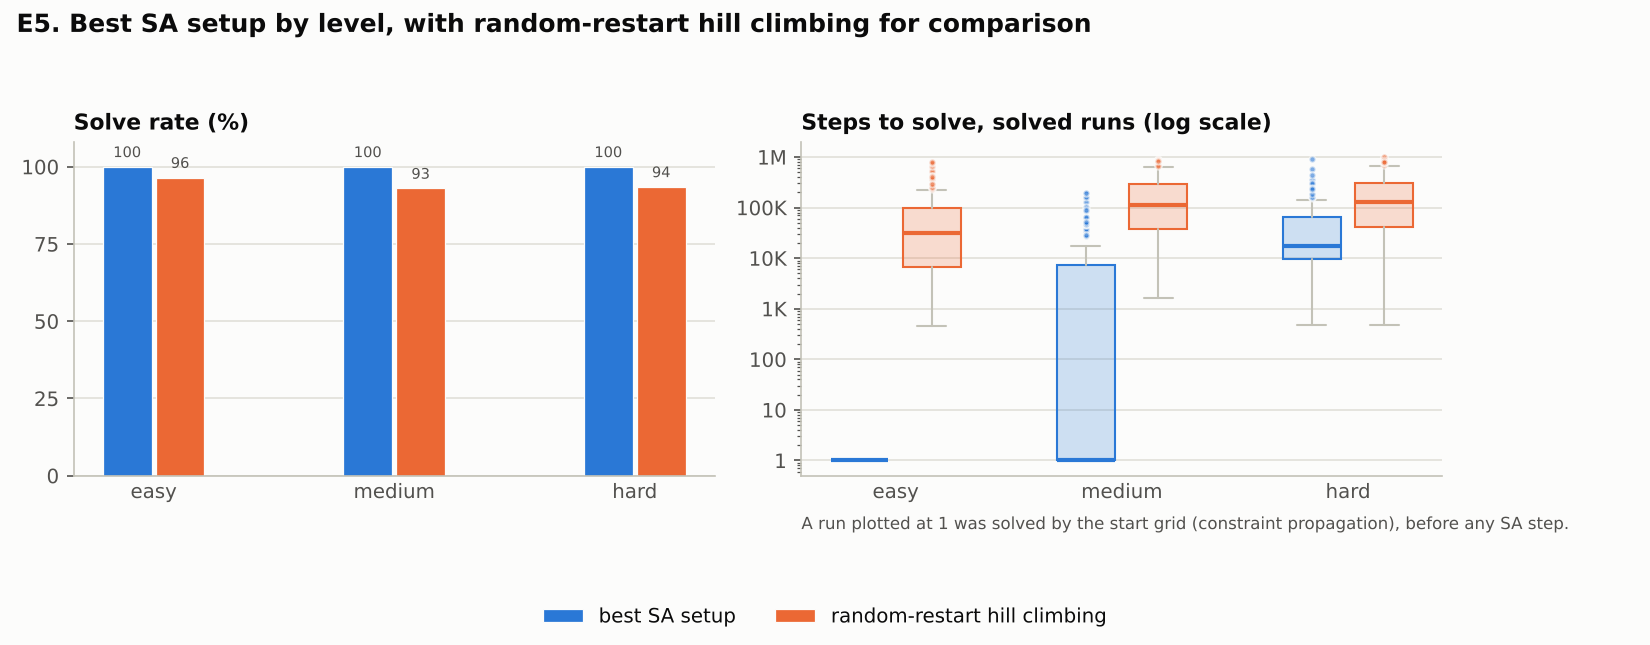 E5. Best SA setup by level, with random-restart hill climbing for comparison
Solve rate (%)
100
75
50
25
0
100
96
100
93
100
94
easy
medium
hard
Steps to solve, solved runs (log scale)
1M
100K
10K
1K
100
10
1
easy
medium
hard
A run plotted at 1 was solved by the start grid (constraint propagation), before any SA step.
best SA setup
random-restart hill climbing